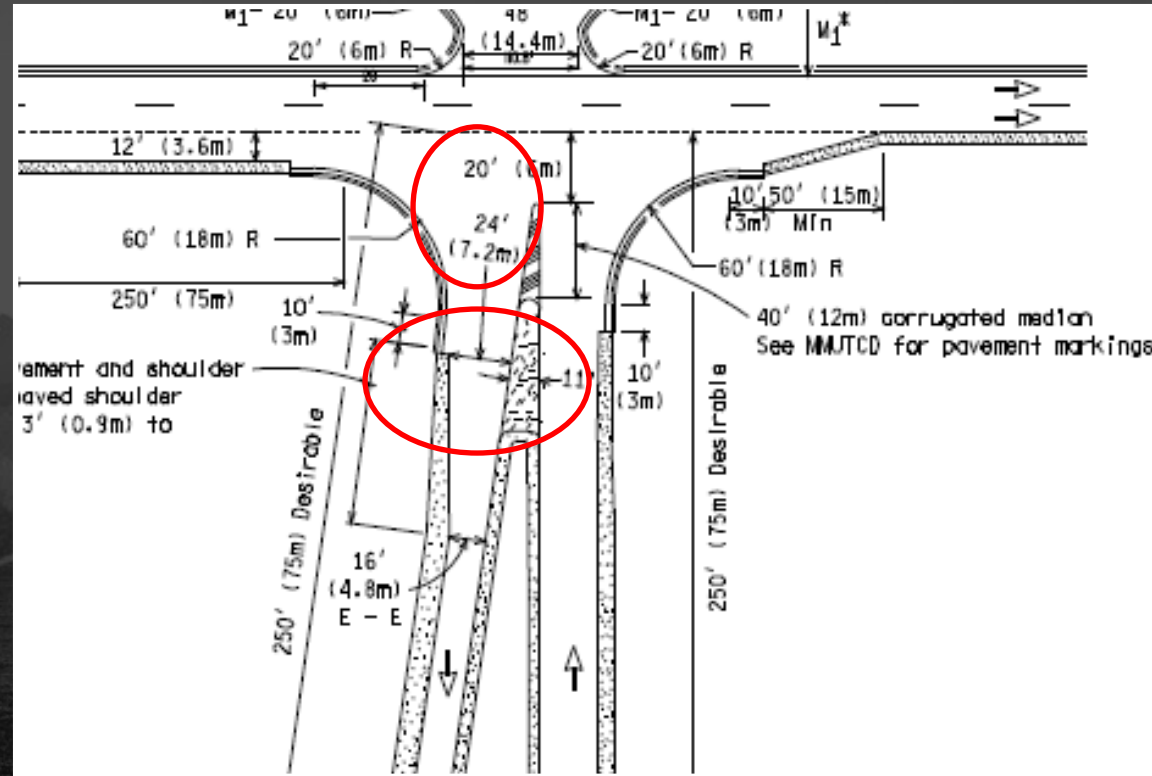 48'
(14.4m)
20' (6m) R
20' (6m) R
W1*
12' (3.6m)
20' (6m)
24'
(7.2m)
10'
(3m)
50' (15m)
Min
60' (18m) R
60' (18m) R
250' (75m)
10'
(3m)
40' (12m) corrugated median
See MMUTCD for pavement markings
vement and shoulder
paved shoulder
3' (0.9m) to
11'
10'
(3m)
250' (75m) Desirable
250' (75m) Desirable
16'
(4.8m)
E - E